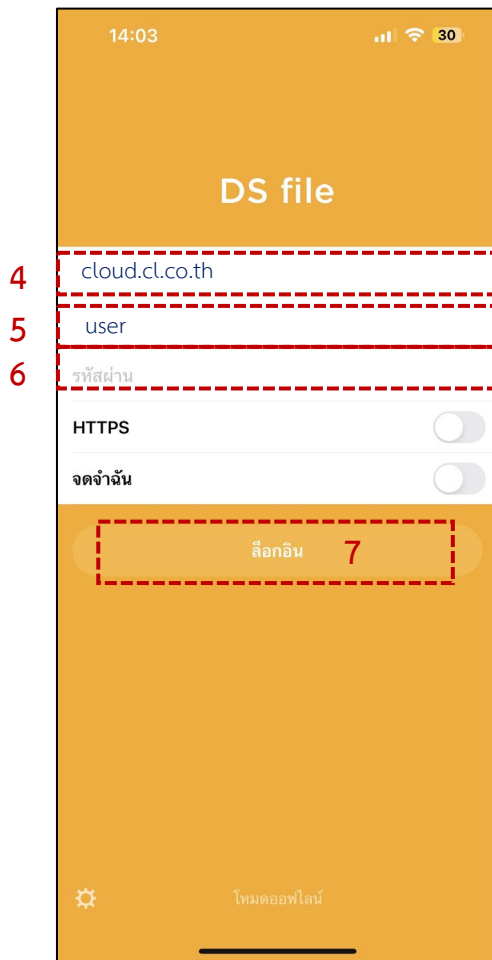 14:03 30
DS file
4 cloud.cl.co.th
5 user
6 รหัสผ่าน
HTTPS
จดจำฉัน
ล็อกอิน 7
โหมดออฟไลน์